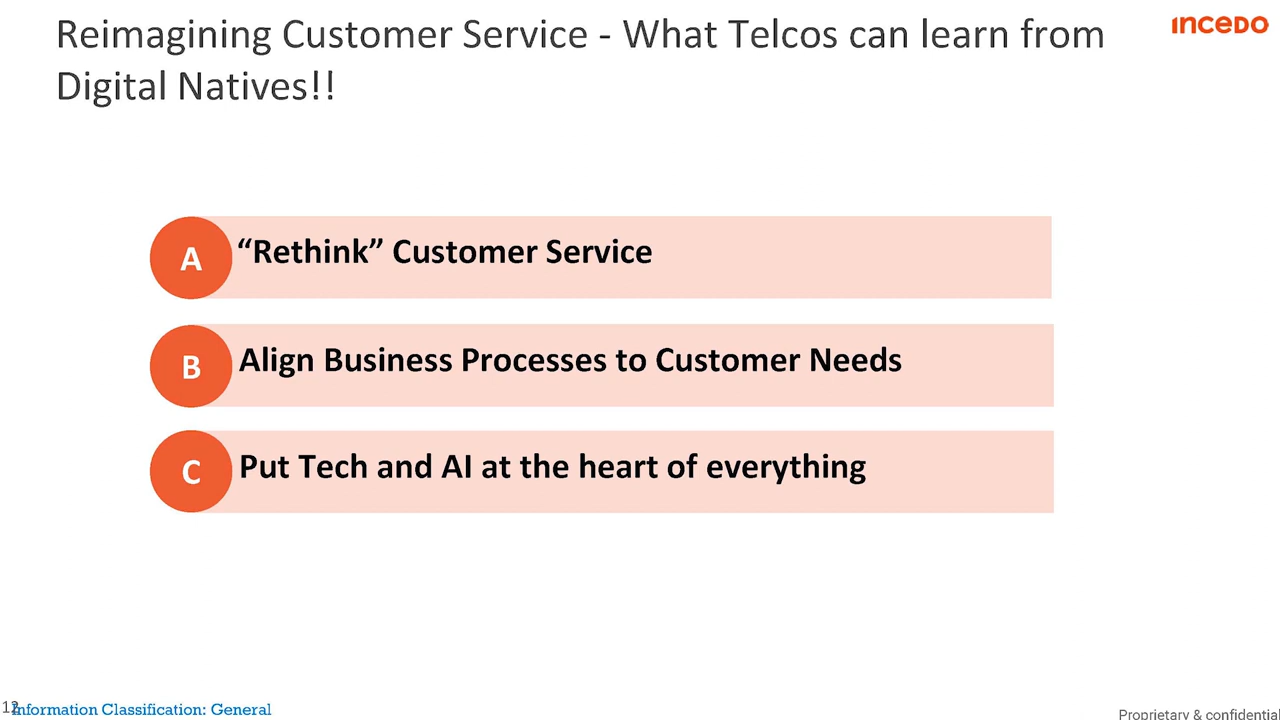 Reimagining Customer Service - What Telcos can learn from
Digital Natives!!
INCEDO
A "Rethink" Customer Service
B Align Business Processes to Customer Needs
C Put Tech and AI at the heart of everything
12
Information Classification: General
Proprietary & confidential